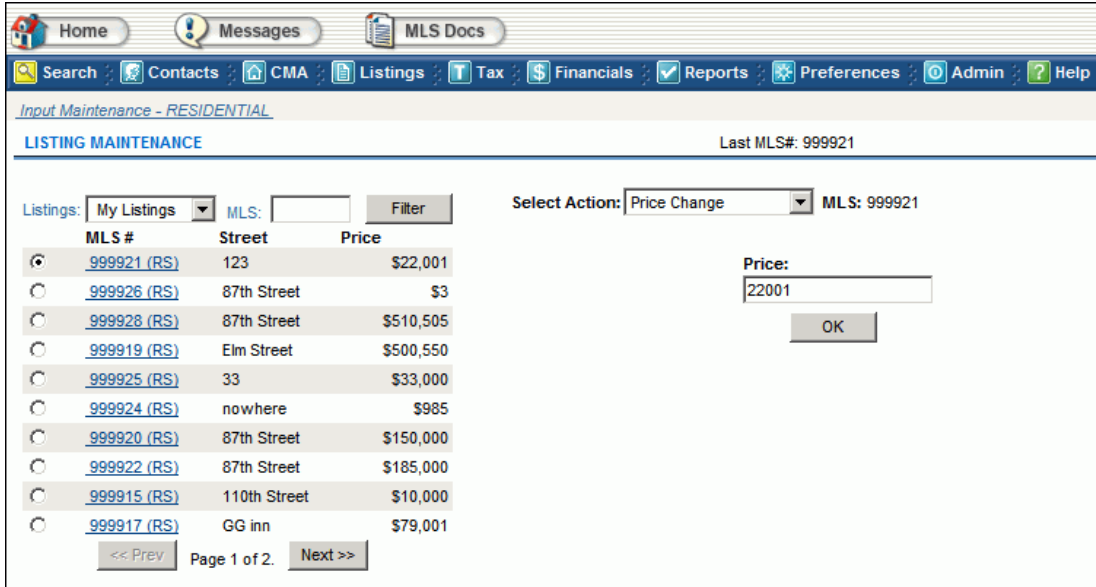 Home Messages MLS Docs
Search Contacts CMA Listings Tax Financials Reports Preferences Admin Help
Input Maintenance - RESIDENTIAL
LISTING MAINTENANCE Last MLS#: 999921
Listings: My Listings MLS: Filter Select Action: Price Change MLS: 999921
MLS # Street Price
999921 (RS) 123 $22,001 Price:
999926 (RS) 87th Street $3 22001
999928 (RS) 87th Street $510,505 OK
999919 (RS) Elm Street $500,550
999925 (RS) 33 $33,000
999924 (RS) nowhere $985
999920 (RS) 87th Street $150,000
999922 (RS) 87th Street $185,000
999915 (RS) 110th Street $10,000
999917 (RS) GG inn $79,001
<< Prev Page 1 of 2. Next >>